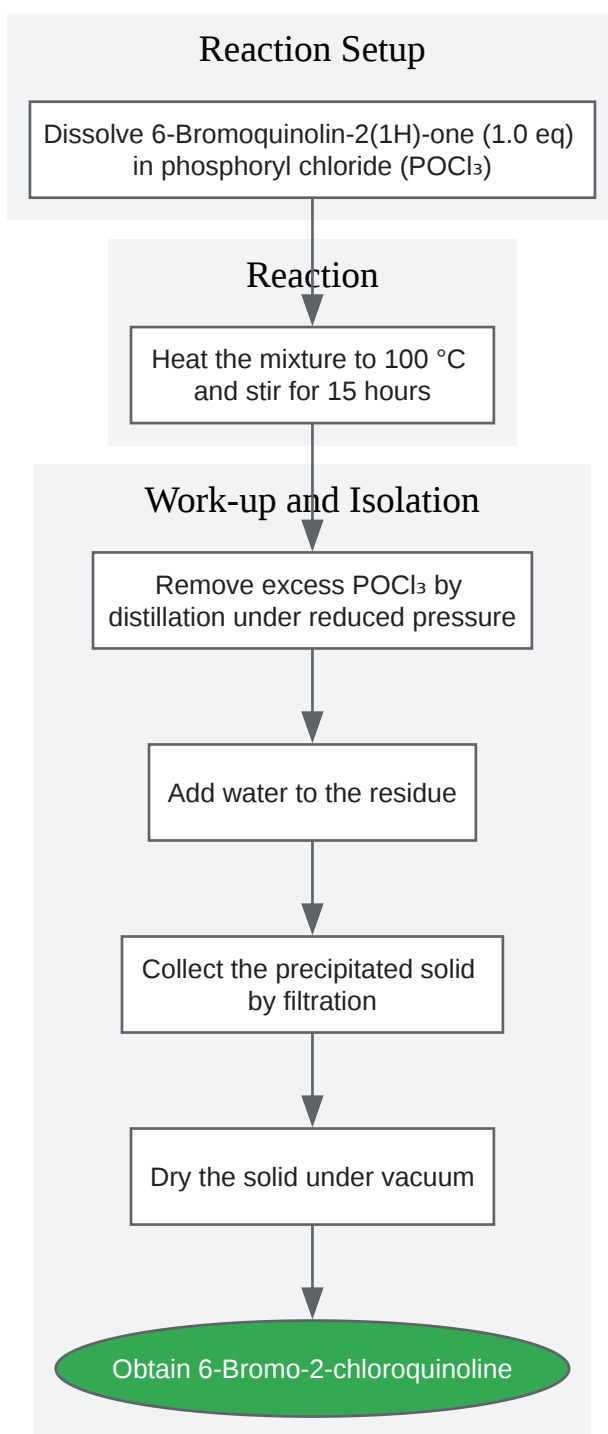 Reaction Setup
Dissolve 6-Bromoquinolin-2(1H)-one (1.0 eq)
in phosphoryl chloride (POCl₃)
Reaction
Heat the mixture to 100 °C
and stir for 15 hours
Work-up and Isolation
Remove excess POCl₃ by
distillation under reduced pressure
Add water to the residue
Collect the precipitated solid
by filtration
Dry the solid under vacuum
Obtain 6-Bromo-2-chloroquinoline